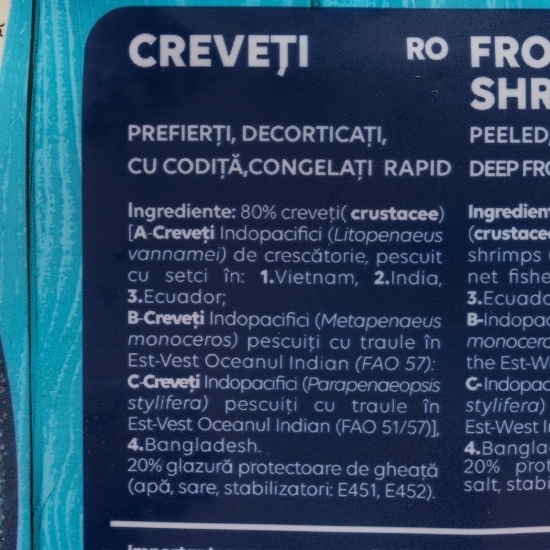 CREVEȚI RO
PREFIERȚI, DECORTICAȚI,
CU CODIȚĂ,CONGELAȚI RAPID
Ingrediente: 80% creveți( crustacee)
[A-Creveți Indopacifici (Litopenaeus
vannamei) de crescătorie, pescuit
cu setci în: 1.Vietnam, 2.India,
3.Ecuador;
B-Creveți Indopacifici (Metapenaeus
monoceros) pescuiți cu traule în
Est-Vest Oceanul Indian (FAO 57):
C-Creveți Indopacifici (Parapenaeopsis
stylifera) pescuiți cu traule în
Est-Vest Oceanul Indian (FAO 51/57)],
4.Bangladesh.
20% glazură protectoare de gheață
(apă, sare, stabilizatori: E451, E452).
FRO
SHR
PEELED,
DEEP FRO
Ingredien
(crustace
shrimps (
net fishe
3.Ecuado
B-Indopac
monocero
the Est-W
C-Indopac
stylifera)
Est-West I
4.Bangla
20% prot
salt, stabi